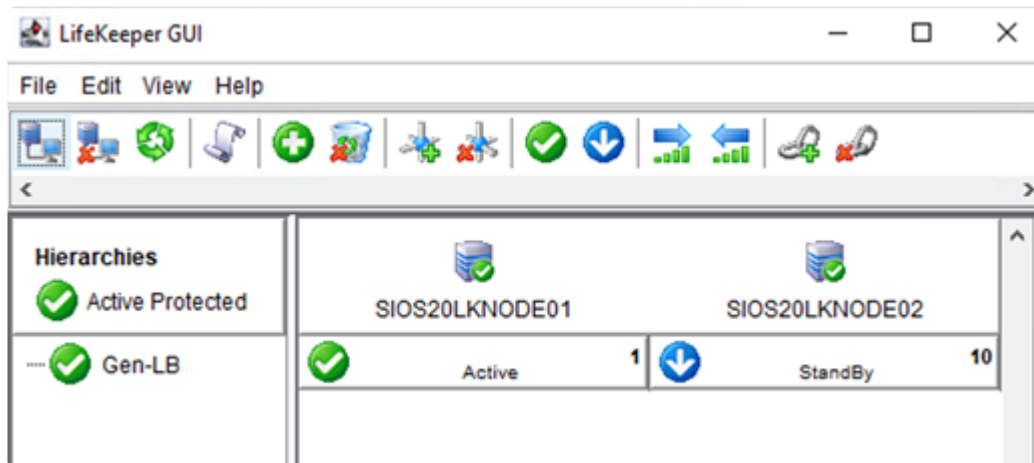 LifeKeeper GUI
File Edit View Help
Hierarchies
Active Protected
SIOS20LKNODE01 SIOS20LKNODE02
Gen-LB
Active 1 StandBy 10